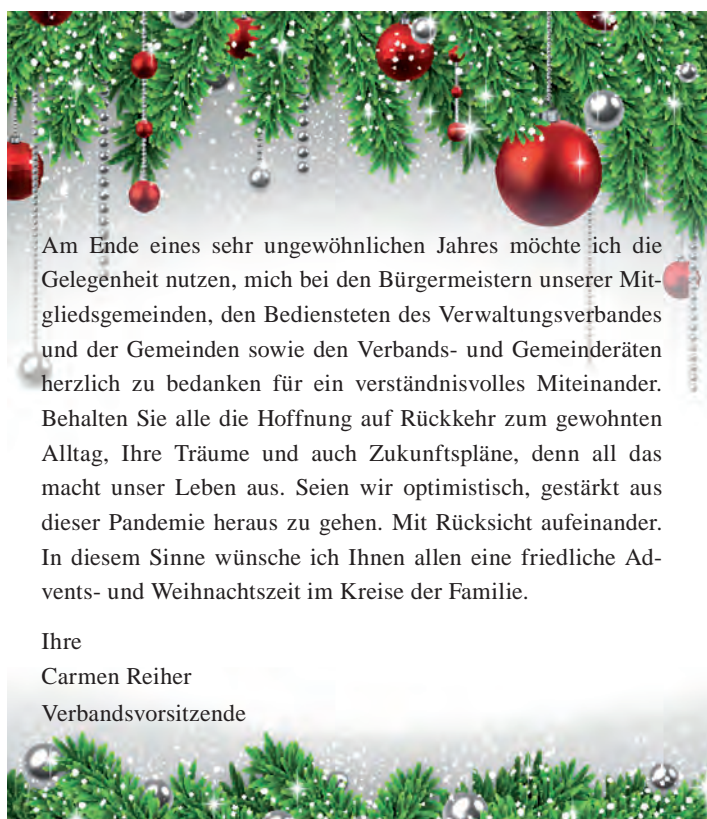 Am Ende eines sehr ungewöhnlichen Jahres möchte ich die
Gelegenheit nutzen, mich bei den Bürgermeistern unserer Mit-
gliedsgemeinden, den Bediensteten des Verwaltungsverbandes
und der Gemeinden sowie den Verbands- und Gemeinderäten
herzlich zu bedanken für ein verständnisvolles Miteinander.
Behalten Sie alle die Hoffnung auf Rückkehr zum gewohnten
Alltag, Ihre Träume und auch Zukunftspläne, denn all das
macht unser Leben aus. Seien wir optimistisch, gestärkt aus
dieser Pandemie heraus zu gehen. Mit Rücksicht aufeinander.
In diesem Sinne wünsche ich Ihnen allen eine friedliche Ad-
vents- und Weihnachtszeit im Kreise der Familie.
Ihre
Carmen Reiher
Verbandsvorsitzende